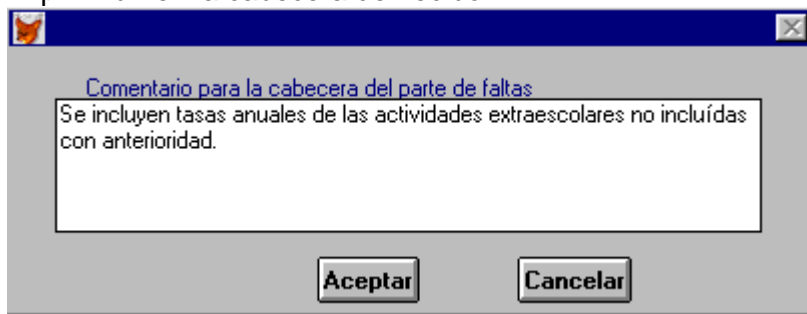 Comentario para la cabecera del parte de faltas
Se incluyen tasas anuales de las actividades extraescolares no incluídas
con anterioridad.
Aceptar Cancelar